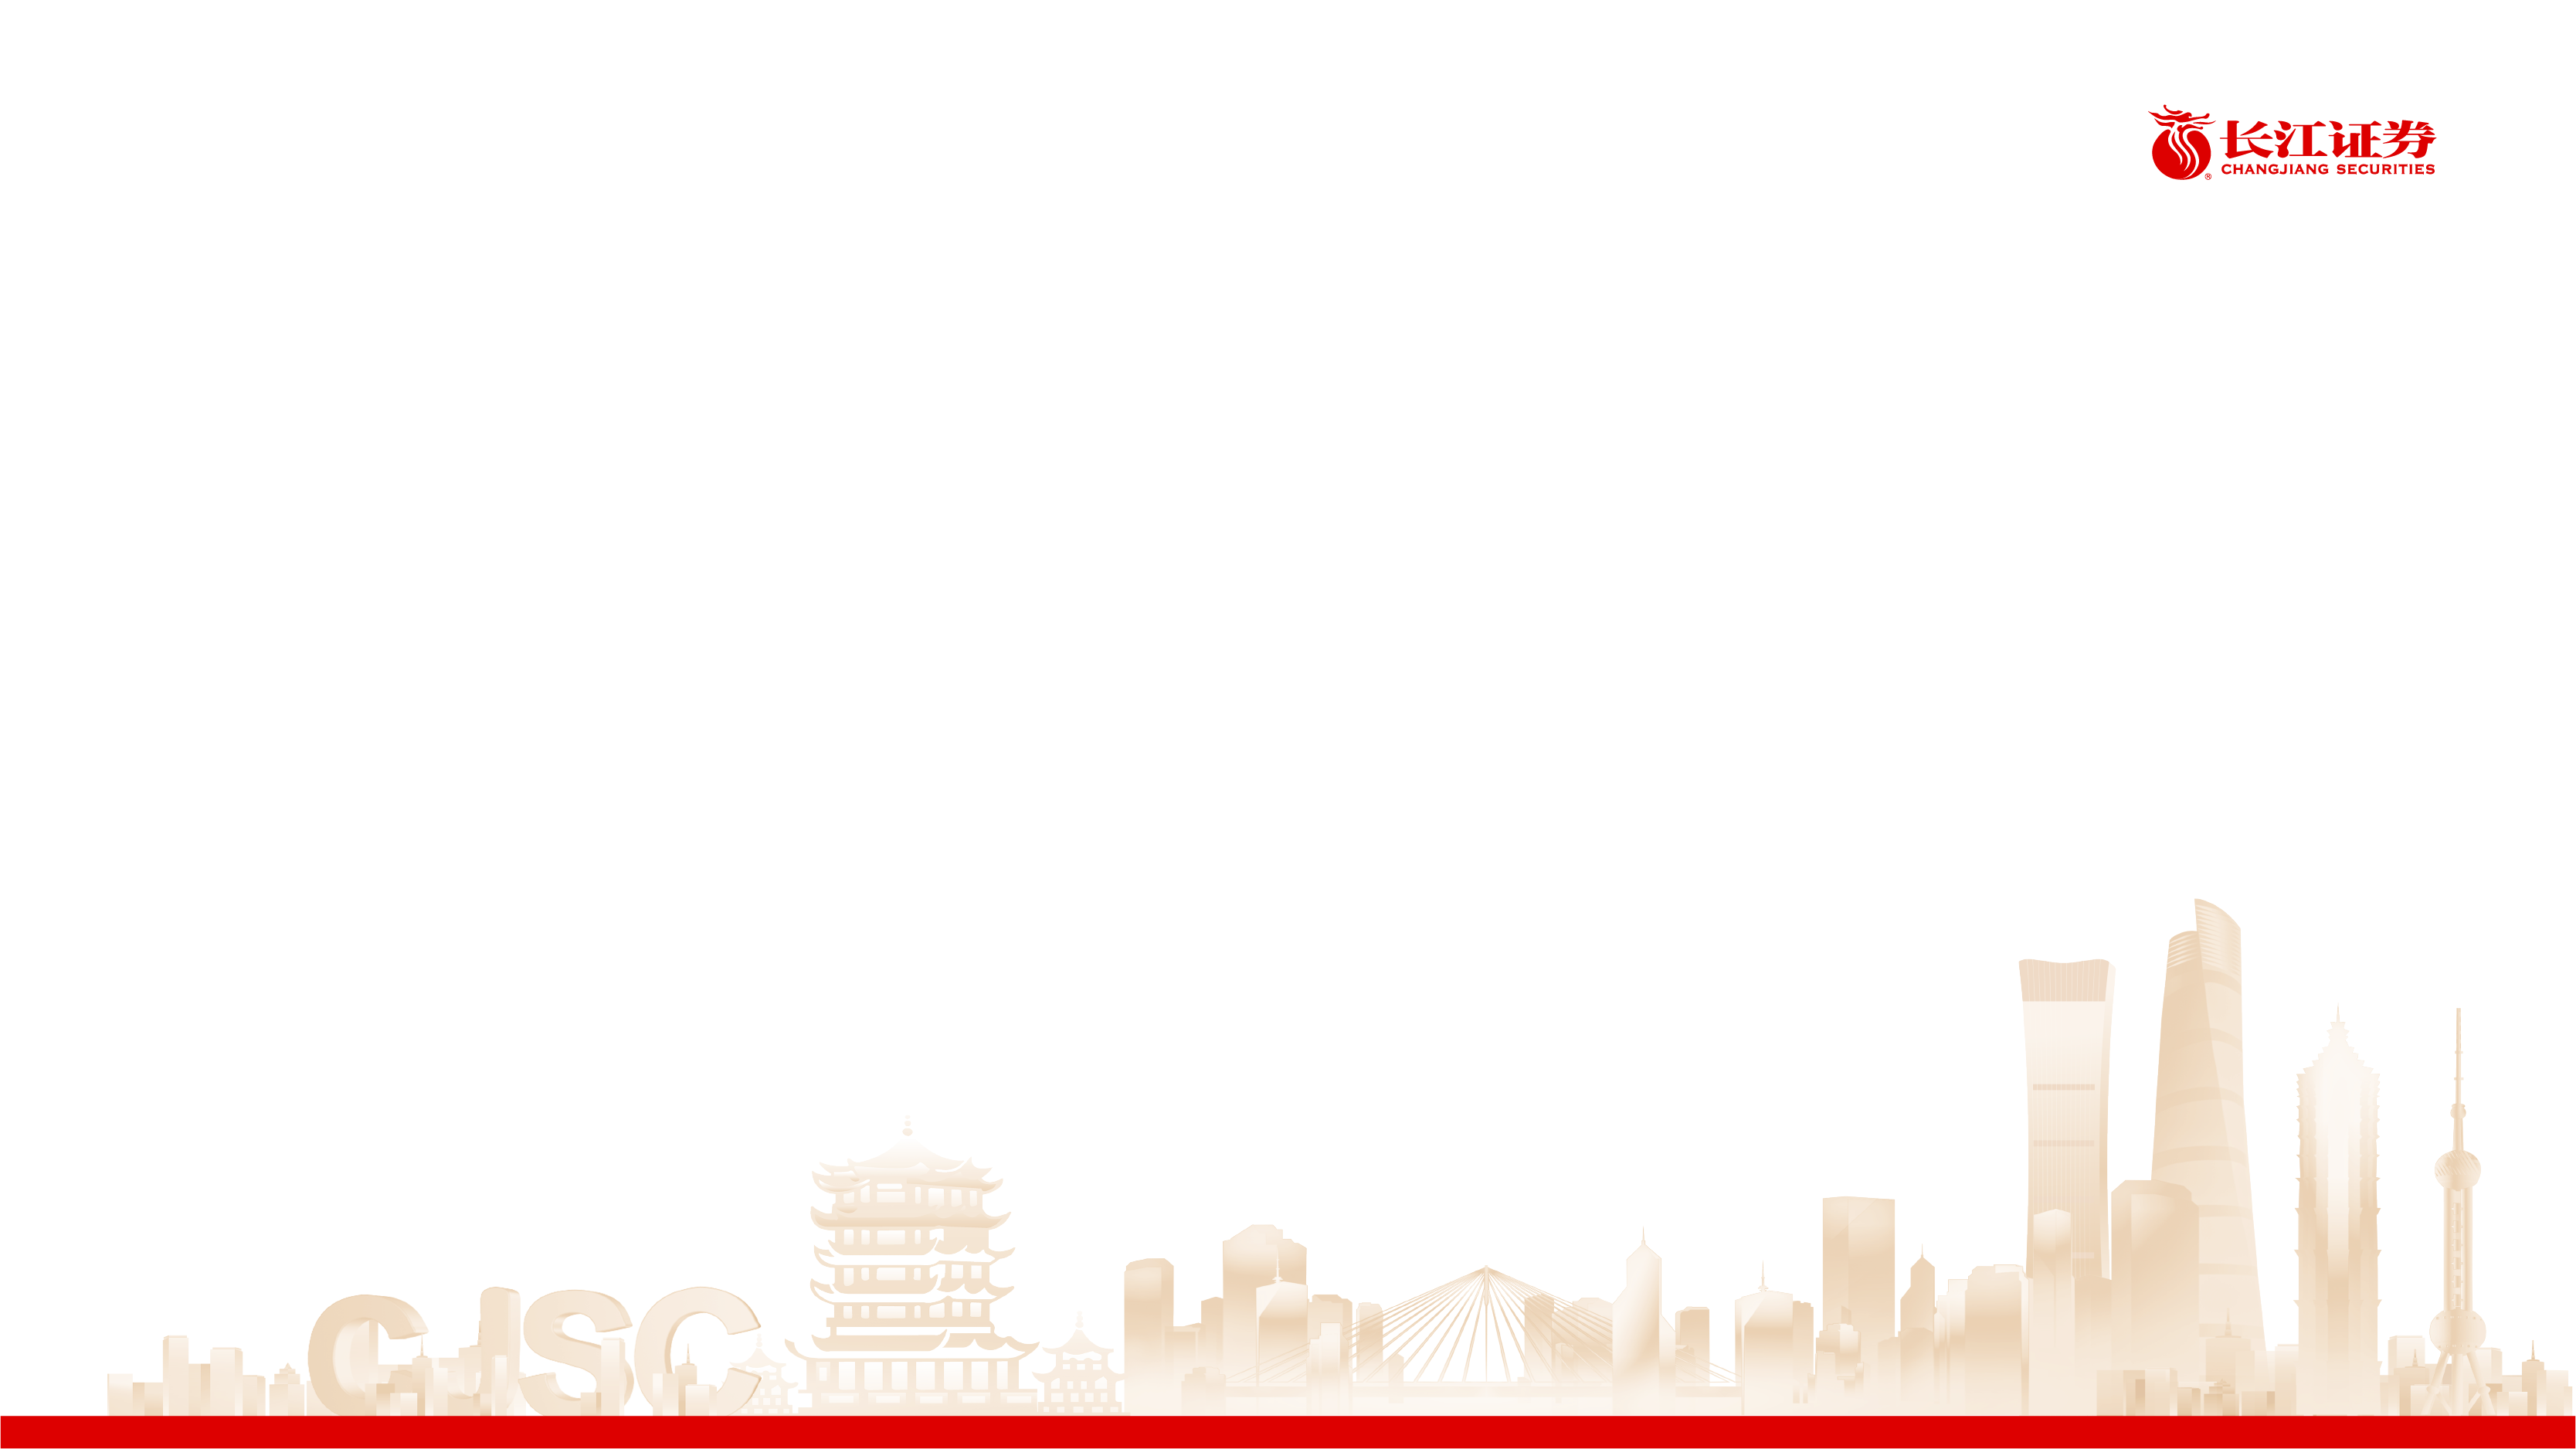 长江证券
CHANGJIANG SECURITIES
®
CJSC